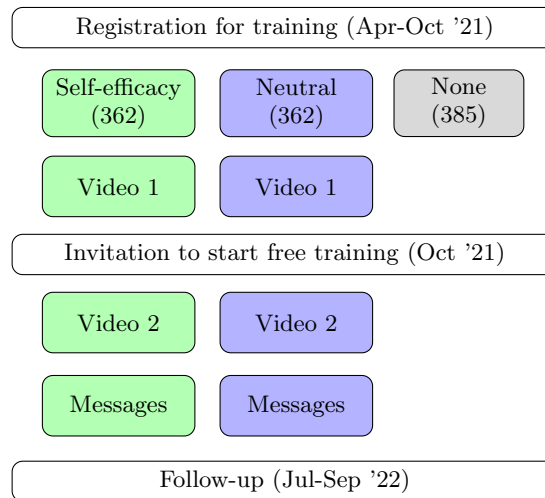 Registration for training (Apr-Oct '21)
Self-efficacy
(362)
Neutral
(362)
None
(385)
Video 1
Video 1
Invitation to start free training (Oct '21)
Video 2
Video 2
Messages
Messages
Follow-up (Jul-Sep '22)